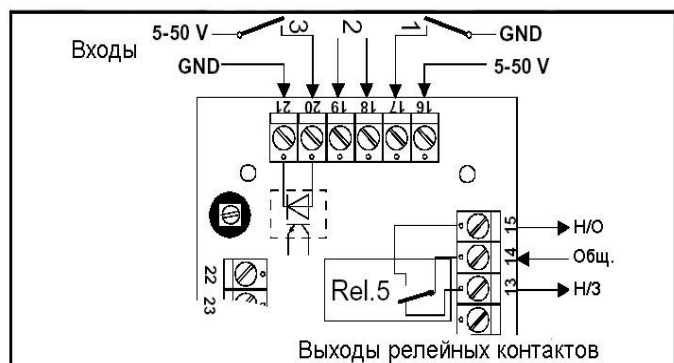 3 2 1
5-50 V GND
Входы
GND 5-50 V
21 20 19 18 17 16
15 Н/О
14 Общ.
13 Н/З
22
23
Rel.5
Выходы релейных контактов